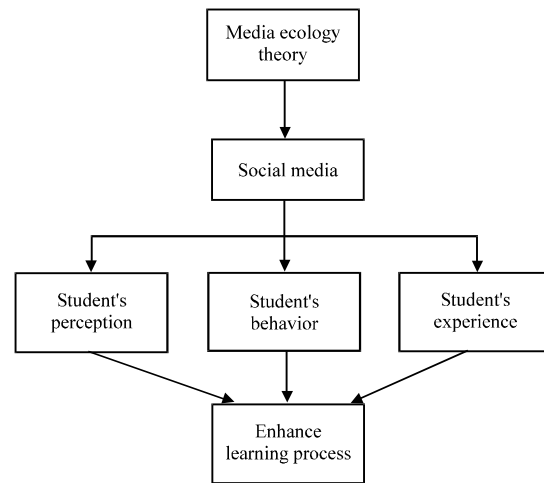 Media ecology
theory
Social media
Student's
perception
Student's
behavior
Student's
experience
Enhance
learning process